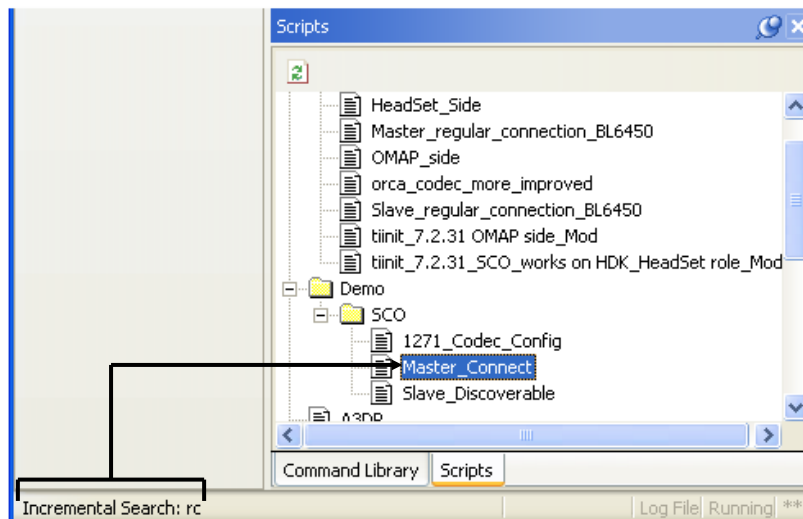 Scripts
HeadSet_Side
Master_regular_connection_BL6450
OMAP_side
orca_codec_more_improved
Slave_regular_connection_BL6450
tiinit_7.2.31 OMAP side_Mod
tiinit_7.2.31_SCO_works on HDK_HeadSet role_Mod
Demo
SCO
1271_Codec_Config
Master_Connect
Slave_Discoverable
A3DP
Command Library Scripts
Incremental Search: rc Log File Running **